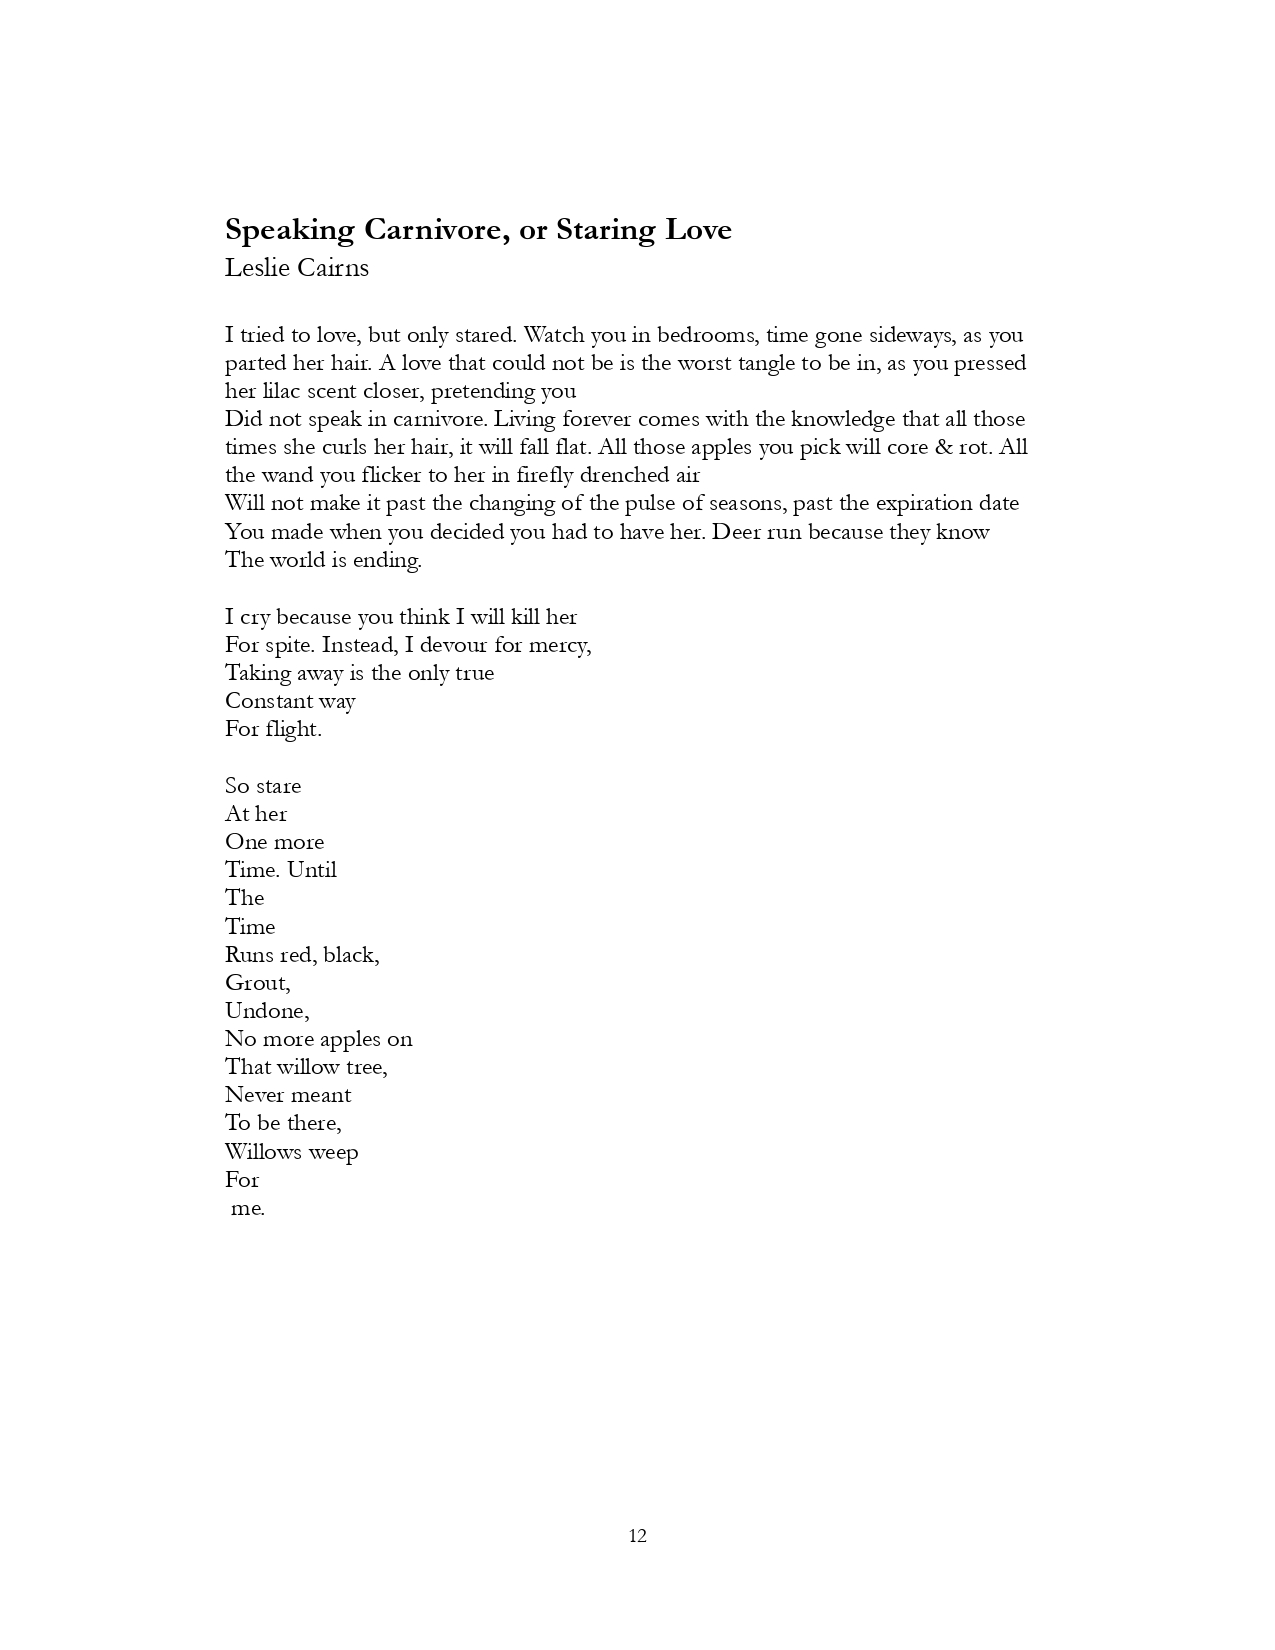 Speaking Carnivore, or Staring Love
Leslie Cairns
I tried to love, but only stared. Watch you in bedrooms, time gone sideways, as you
parted her hair. A love that could not be is the worst tangle to be in, as you pressed
her lilac scent closer, pretending you
Did not speak in carnivore. Living forever comes with the knowledge that all those
times she curls her hair, it will fall flat. All those apples you pick will core & rot. All
the wand you flicker to her in firefly drenched air
Will not make it past the changing of the pulse of seasons, past the expiration date
You made when you decided you had to have her. Deer run because they know
The world is ending.
I cry because you think I will kill her
For spite. Instead, I devour for mercy,
Taking away is the only true
Constant way
For flight.
So stare
At her
One more
Time. Until
The
Time
Runs red, black,
Grout,
Undone,
No more apples on
That willow tree,
Never meant
To be there,
Willows weep
For
me.
12